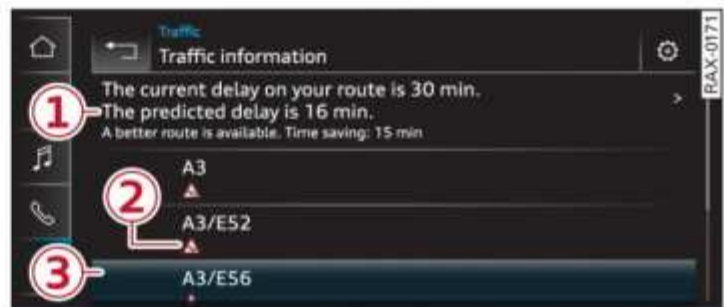 Traffic
Traffic information
The current delay on your route is 30 min.
The predicted delay is 16 min.
A better route is available. Time saving: 15 min
A3
A3/E52
A3/E56
1
2
3
RAX-0171